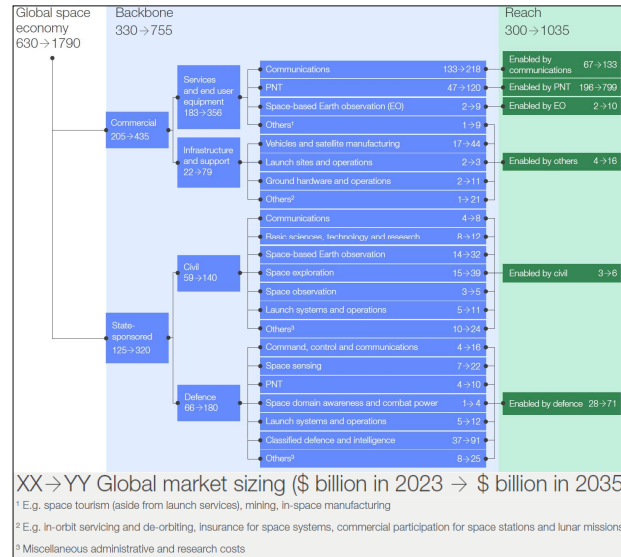 Global space
economy
630→1790
Backbone
330→755
Reach
300→1035
Commercial
205→435
Services
and end user
equipment
183→356
Communications 133→218
PNT 47→120
Space-based Earth observation (EO) 2→9
Others¹ 1→9
Infrastructure
and support
22→79
Vehicles and satellite manufacturing 17→44
Launch sites and operations 2→3
Ground hardware and operations 2→11
Others² 1→21
State-
sponsored
125→320
Civil
59→140
Communications 4→8
Basic sciences, technology and research 8→12
Space-based Earth observation 14→32
Space exploration 15→39
Space observation 3→5
Launch systems and operations 5→11
Others³ 10→24
Defence
66→180
Command, control and communications 4→16
Space sensing 7→22
PNT 4→10
Space domain awareness and combat power 1→4
Launch systems and operations 5→12
Classified defence and intelligence 37→91
Others³ 8→25
Enabled by
communications 67→133
Enabled by PNT 196→799
Enabled by EO 2→10
Enabled by others 4→16
Enabled by civil 3→6
Enabled by defence 28→71
XX→YY Global market sizing ($ billion in 2023 → $ billion in 2035
¹ E.g. space tourism (aside from launch services), mining, in-space manufacturing
² E.g. in-orbit servicing and de-orbiting, insurance for space systems, commercial participation for space stations and lunar missions
³ Miscellaneous administrative and research costs